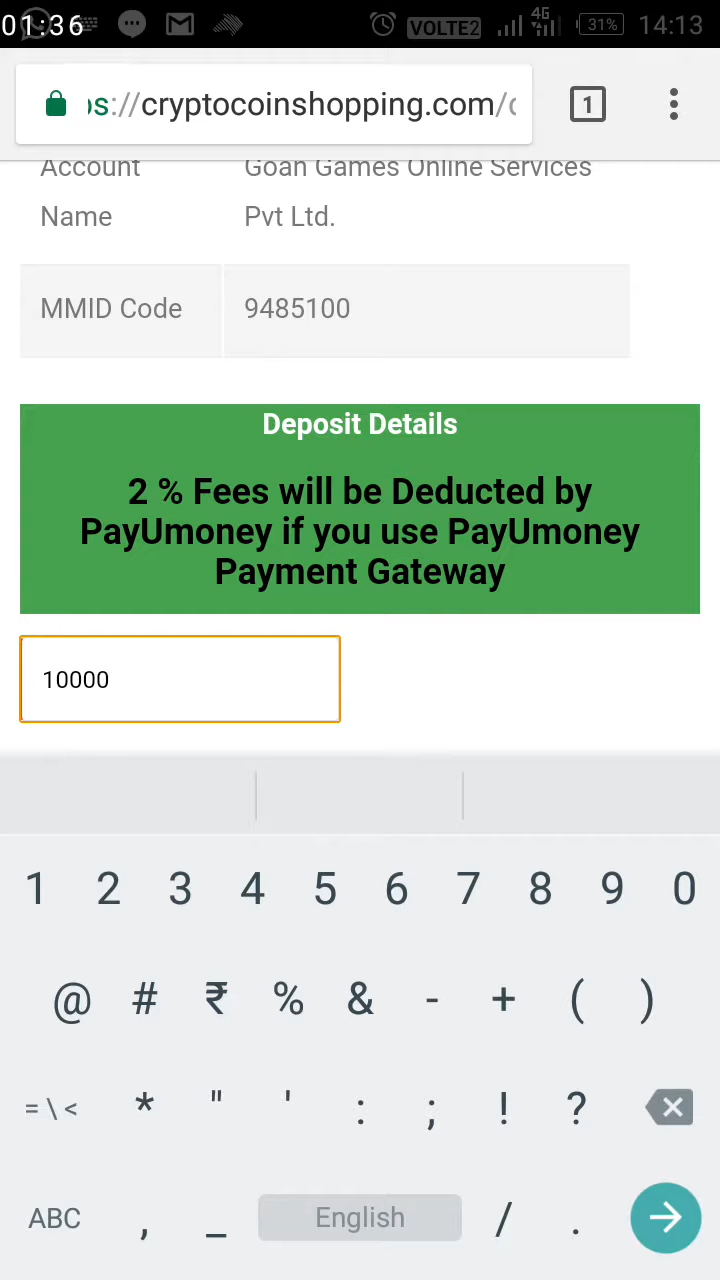 01:36 VOLTE2 4G 31% 14:13
os://cryptocoinshopping.com/c 1
Account Goan Games Online Services
Name Pvt Ltd.
MMID Code 9485100
Deposit Details
2 % Fees will be Deducted by
PayUmoney if you use PayUmoney
Payment Gateway
10000
1 2 3 4 5 6 7 8 9 0
@ # ₹ % & - + ( )
= \ < * " ' : ; ! ?
ABC , _ English / .